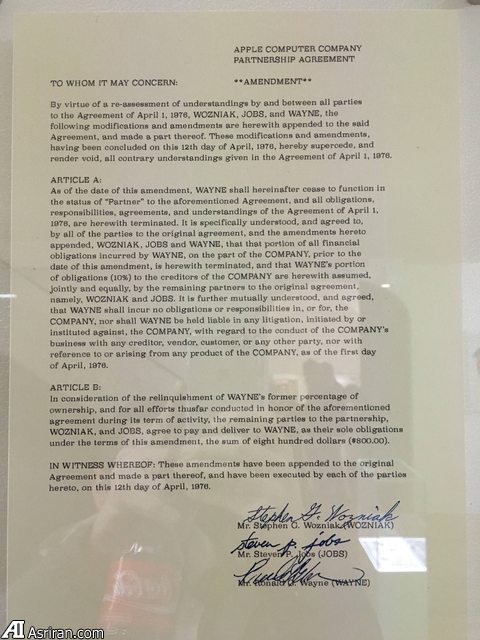 APPLE COMPUTER COMPANY
PARTNERSHIP AGREEMENT
TO WHOM IT MAY CONCERN: **AMENDMENT**
By virtue of a re-assessment of understandings by and between all parties
to the Agreement of April 1, 1976, WOZNIAK, JOBS, and WAYNE, the
following modifications and amendments are herewith appended to the said
Agreement, and made a part thereof. These modifications and amendments,
having been concluded on this 12th day of April, 1976, hereby supercede, and
render void, all contrary understandings given in the Agreement of April 1, 1976.
ARTICLE A:
As of the date of this amendment, WAYNE shall hereinafter cease to function in
the status of "Partner" to the aforementioned Agreement, and all obligations,
responsibilities, agreements, and understandings of the Agreement of April 1,
1976, are herewith terminated. It is specifically understood, and agreed to,
by all of the parties to the original agreement, and the amendments hereto
appended, WOZNIAK, JOBS and WAYNE, that that portion of all financial
obligations incurred by WAYNE, on the part of the COMPANY, prior to the
date of this amendment, is herewith terminated, and that WAYNE's portion
of obligations (10%) to the creditors of the COMPANY are herewith assumed,
jointly and equally, by the remaining partners to the original agreement,
namely, WOZNIAK and JOBS. It is further mutually understood, and agreed,
that WAYNE shall incur no obligations or responsibilities in, or for, the
COMPANY, nor shall WAYNE be held liable in any litigation, initiated by or
instituted against, the COMPANY, with regard to the conduct of the COMPANY's
business with any creditor, vendor, customer, or any other party, nor with
reference to or arising from any product of the COMPANY, as of the first day
of April, 1976.
ARTICLE B:
In consideration of the relinquishment of WAYNE's former percentage of
ownership, and for all efforts thusfar conducted in honor of the aforementioned
agreement during its term of activity, the remaining parties to the partnership,
WOZNIAK, and JOBS, agree to pay and deliver to WAYNE, as their sole obligations
under the terms of this amendment, the sum of eight hundred dollars ($800.00).
IN WITNESS WHEREOF: These amendments have been appended to the original
Agreement and made a part thereof, and have been executed by each of the parties
hereto, on this 12th day of April, 1976.
Stephen G. Wozniak
Mr. Stephen G. Wozniak (WOZNIAK)
steven p. jobs
Mr. Steven P. Jobs (JOBS)
Mr. Ronald G. Wayne (WAYNE)
Asriran.com